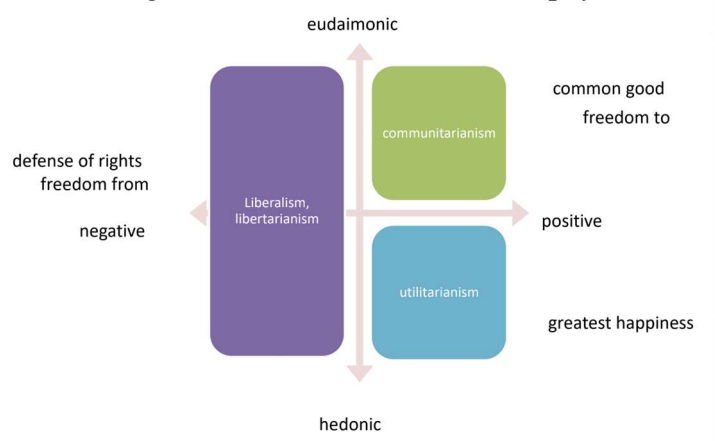 eudaimonic
common good
freedom to
communitarianism
defense of rights
freedom from
Liberalism,
libertarianism
negative
positive
utilitarianism
greatest happiness
hedonic